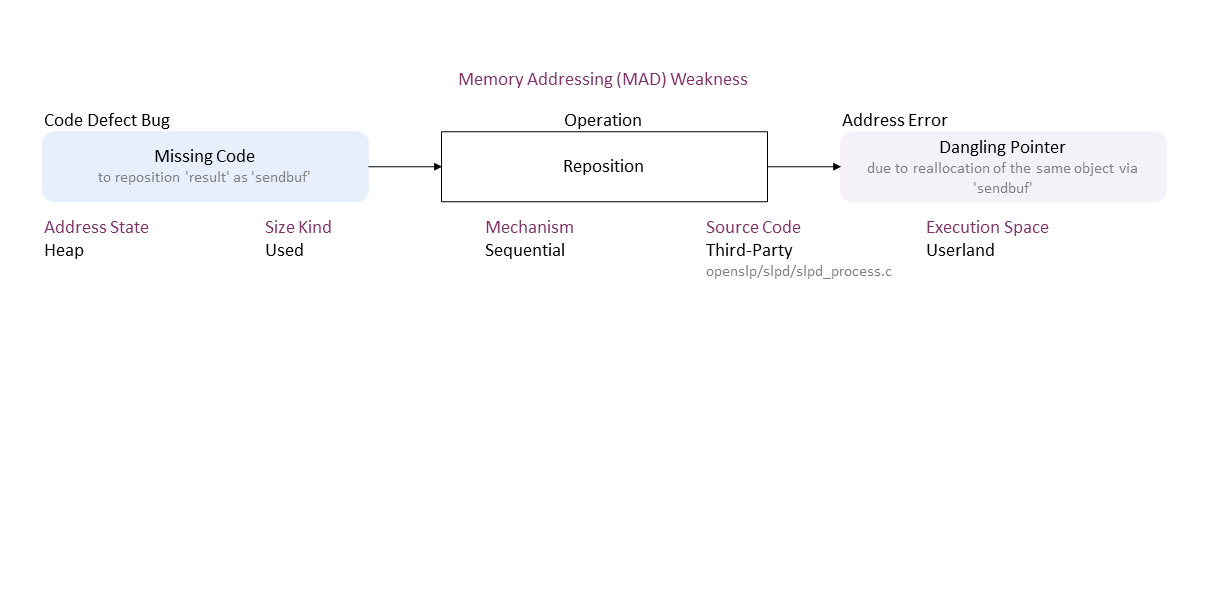 Memory Addressing (MAD) Weakness
Code Defect Bug
Operation
Address Error
Missing Code
to reposition 'result' as 'sendbuf'
Reposition
Dangling Pointer
due to reallocation of the same object via
'sendbuf'
Address State
Heap
Size Kind
Used
Mechanism
Sequential
Source Code
Third-Party
openslp/slpd/slpd_process.c
Execution Space
Userland